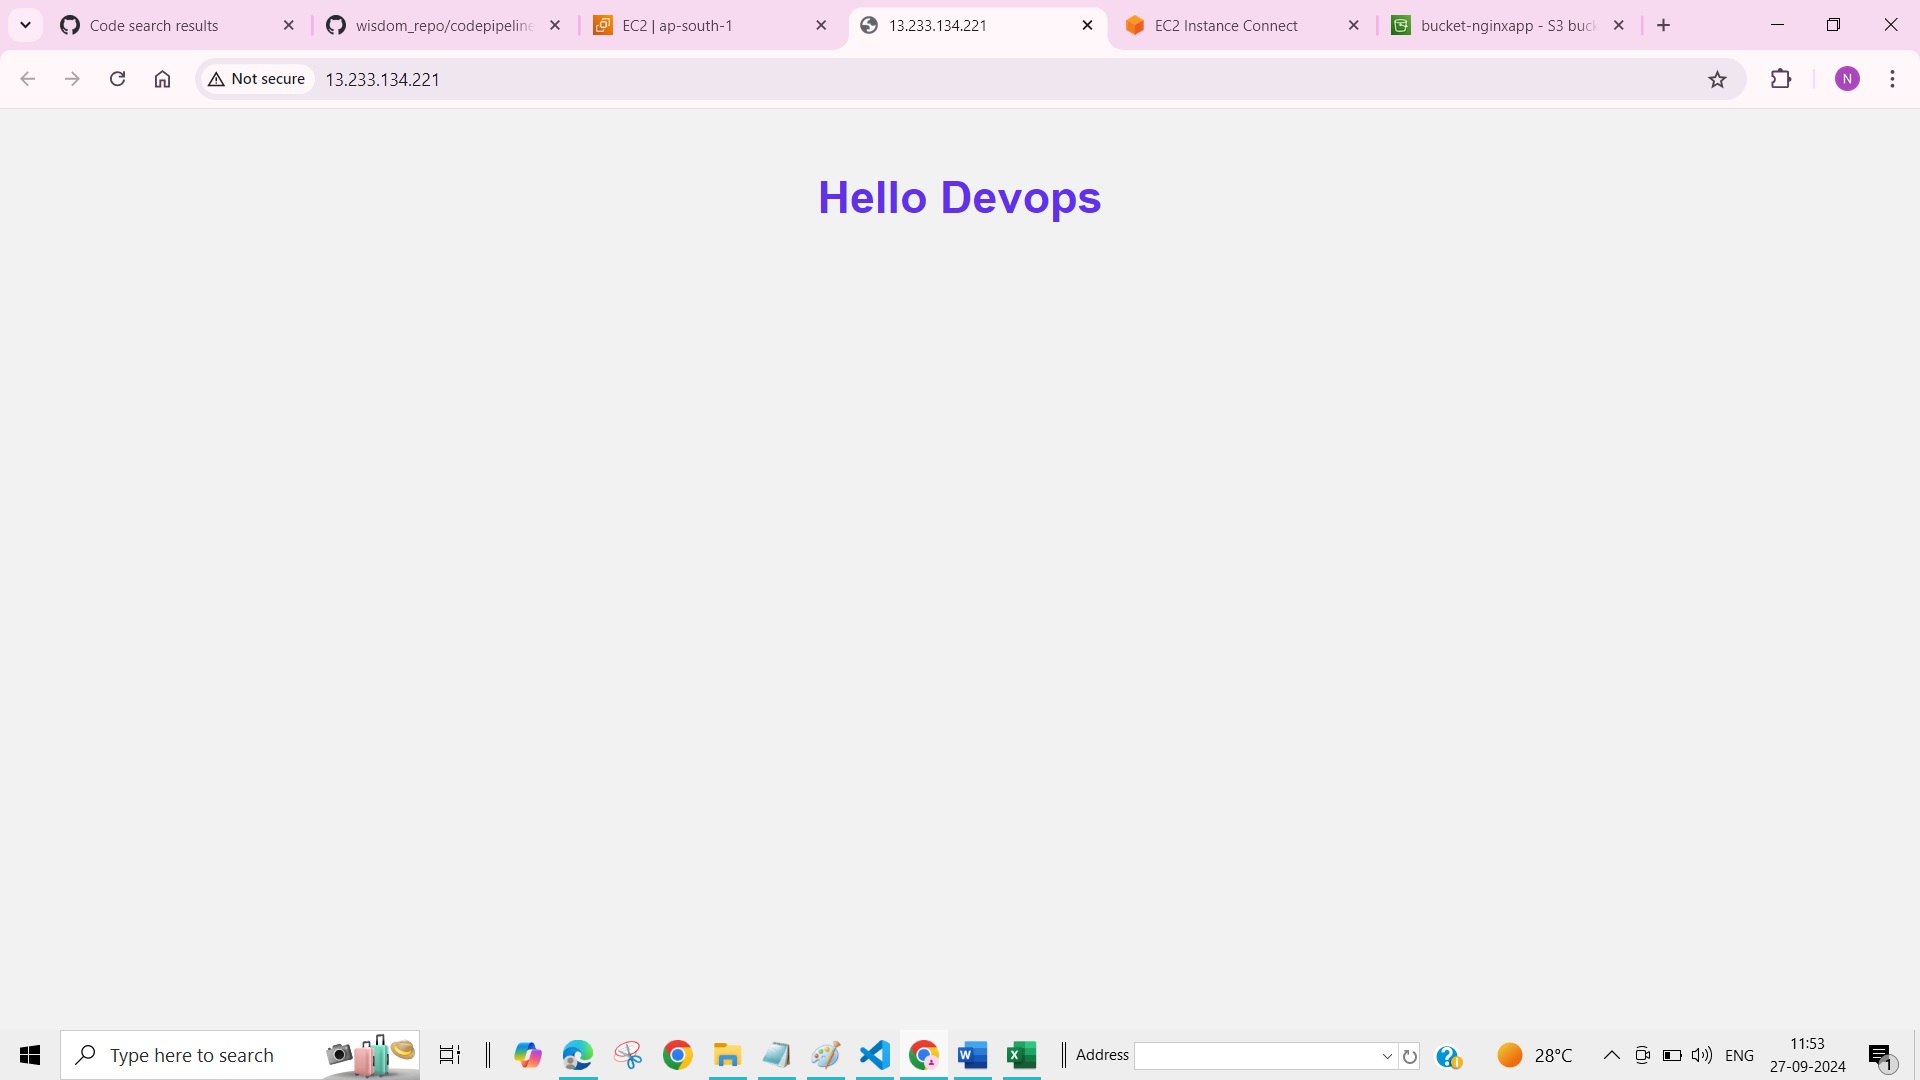 Code search results
wisdom_repo/codepipeline
EC2 | ap-south-1
13.233.134.221
EC2 Instance Connect
bucket-nginxapp - S3 buc
Not secure
13.233.134.221
N
Hello Devops
Type here to search
Address
28°C
ENG
11:53
27-09-2024
1